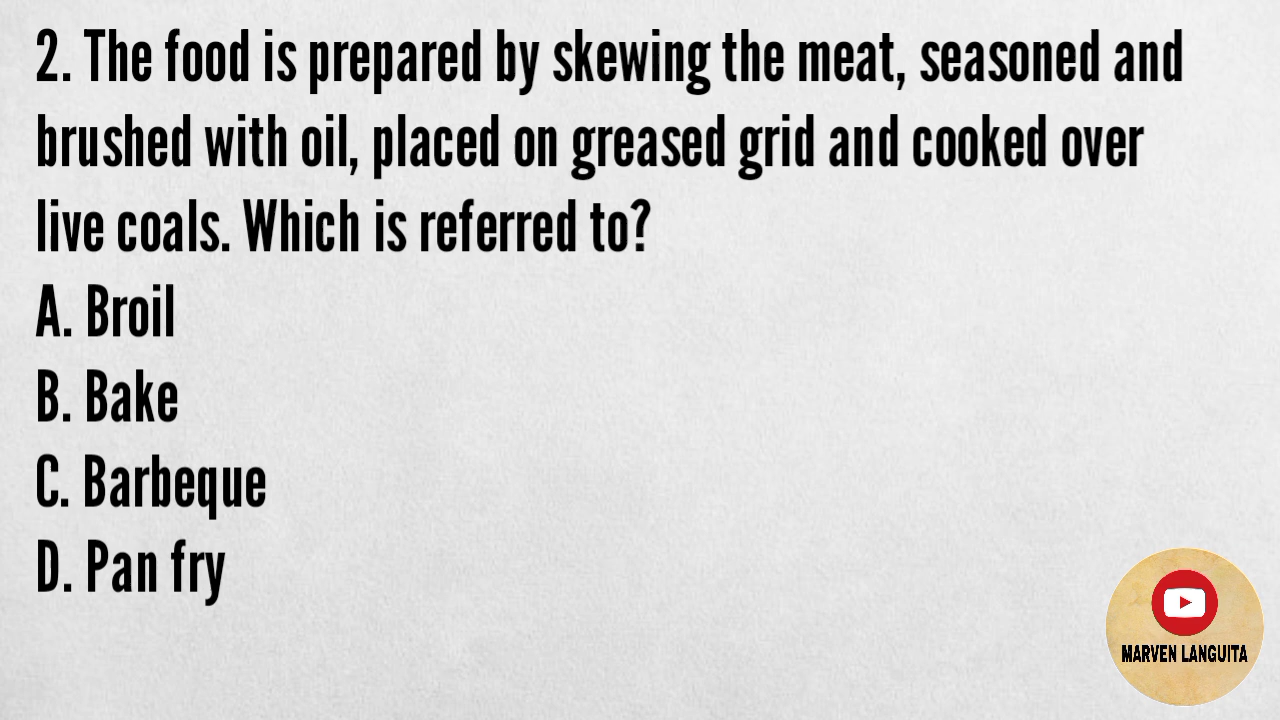 2. The food is prepared by skewing the meat, seasoned and
brushed with oil, placed on greased grid and cooked over
live coals. Which is referred to?
A. Broil
B. Bake
C. Barbeque
D. Pan fry
MARVEN LANGUITA